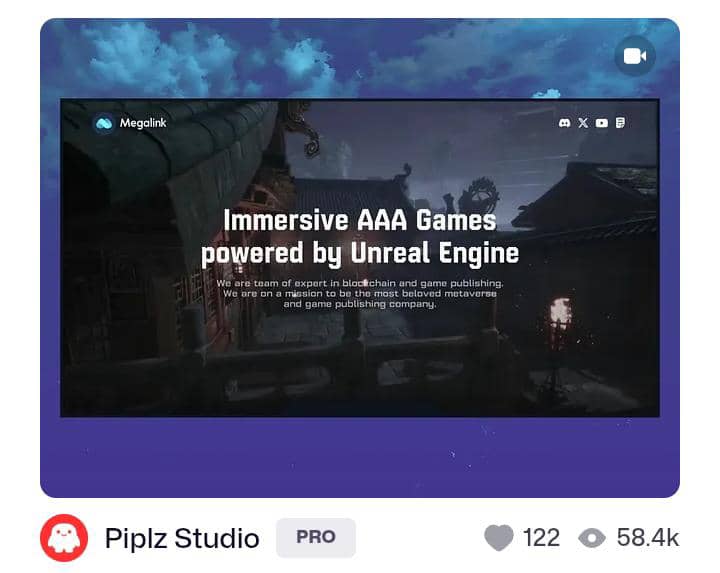 Megalink
Immersive AAA Games
powered by Unreal Engine
We are team of expert in blockchain and game publishing.
We are on a mission to be the most beloved metaverse
and game publishing company.
Piplz Studio PRO 122 58.4k